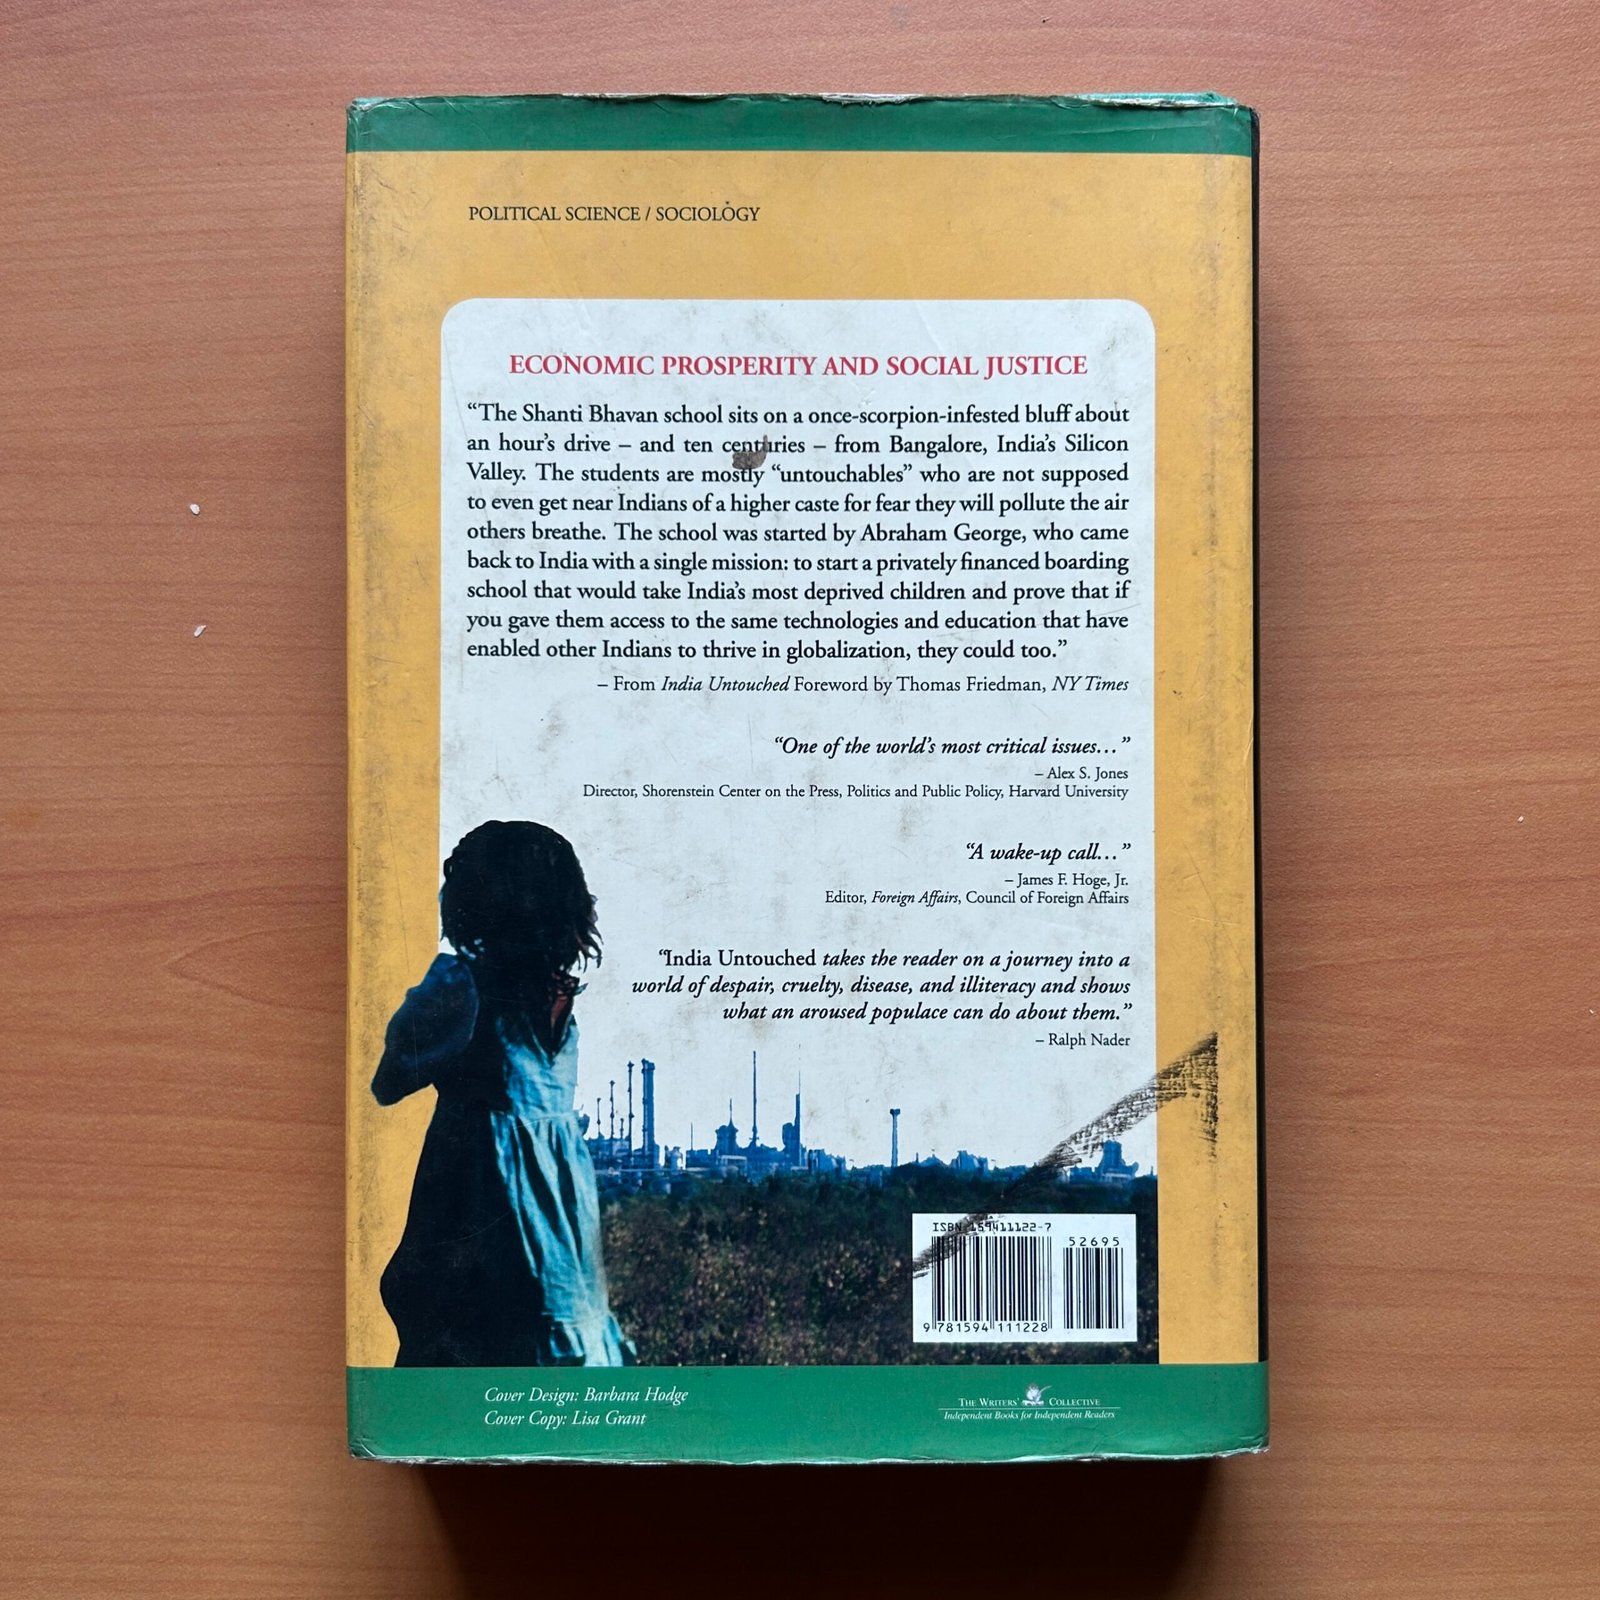 POLITICAL SCIENCE / SOCIOLOGY
ECONOMIC PROSPERITY AND SOCIAL JUSTICE
“The Shanti Bhavan school sits on a once-scorpion-infested bluff about
an hour’s drive – and ten centuries – from Bangalore, India’s Silicon
Valley. The students are mostly “untouchables” who are not supposed
to even get near Indians of a higher caste for fear they will pollute the air
others breathe. The school was started by Abraham George, who came
back to India with a single mission: to start a privately financed boarding
school that would take India’s most deprived children and prove that if
you gave them access to the same technologies and education that have
enabled other Indians to thrive in globalization, they could too.”
– From India Untouched Foreword by Thomas Friedman, NY Times
“One of the world’s most critical issues…”
– Alex S. Jones
Director, Shorenstein Center on the Press, Politics and Public Policy, Harvard University
“A wake-up call…”
– James F. Hoge, Jr.
Editor, Foreign Affairs, Council of Foreign Affairs
“India Untouched takes the reader on a journey into a
world of despair, cruelty, disease, and illiteracy and shows
what an aroused populace can do about them.”
– Ralph Nader
ISBN 159411122-7
52695
9 781594 111228
Cover Design: Barbara Hodge
Cover Copy: Lisa Grant
THE WRITERS’ COLLECTIVE
Independent Books for Independent Readers